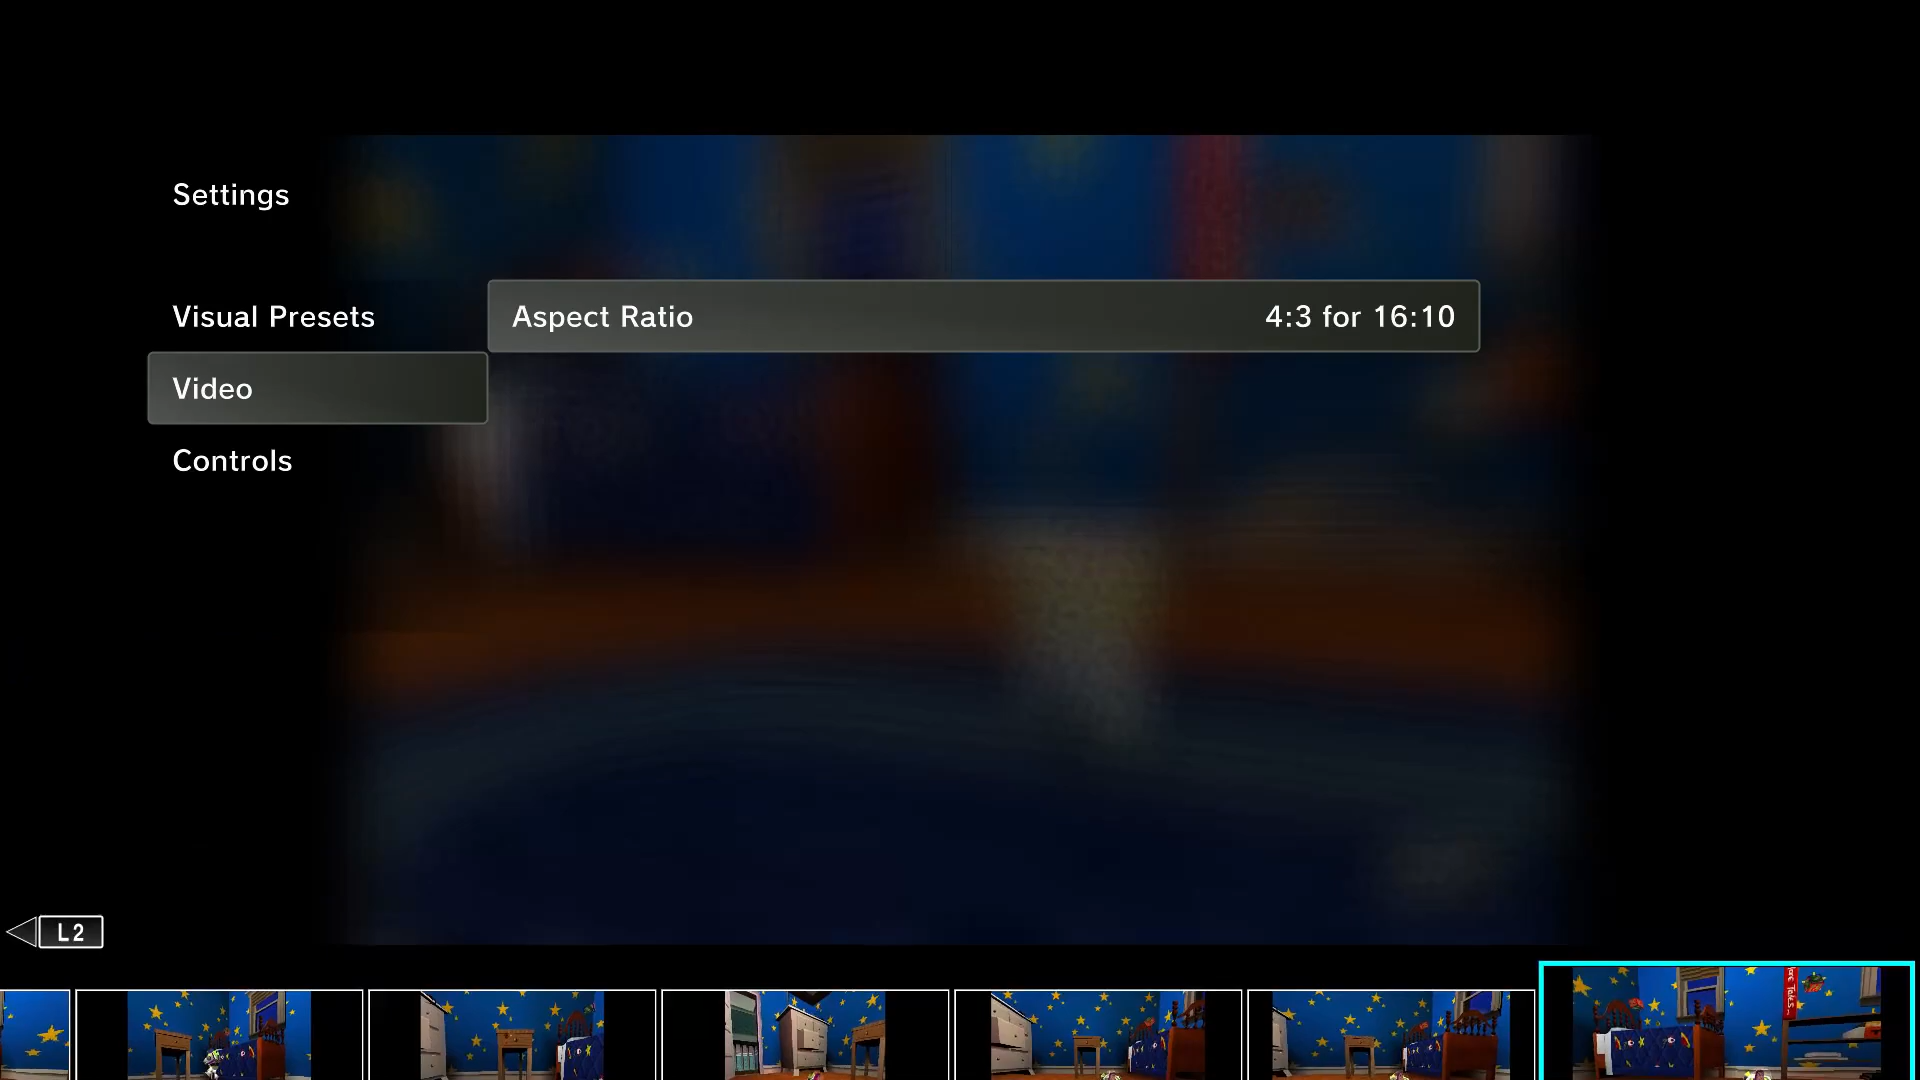 Settings
Visual Presets
Aspect Ratio 4:3 for 16:10
Video
Controls
L2